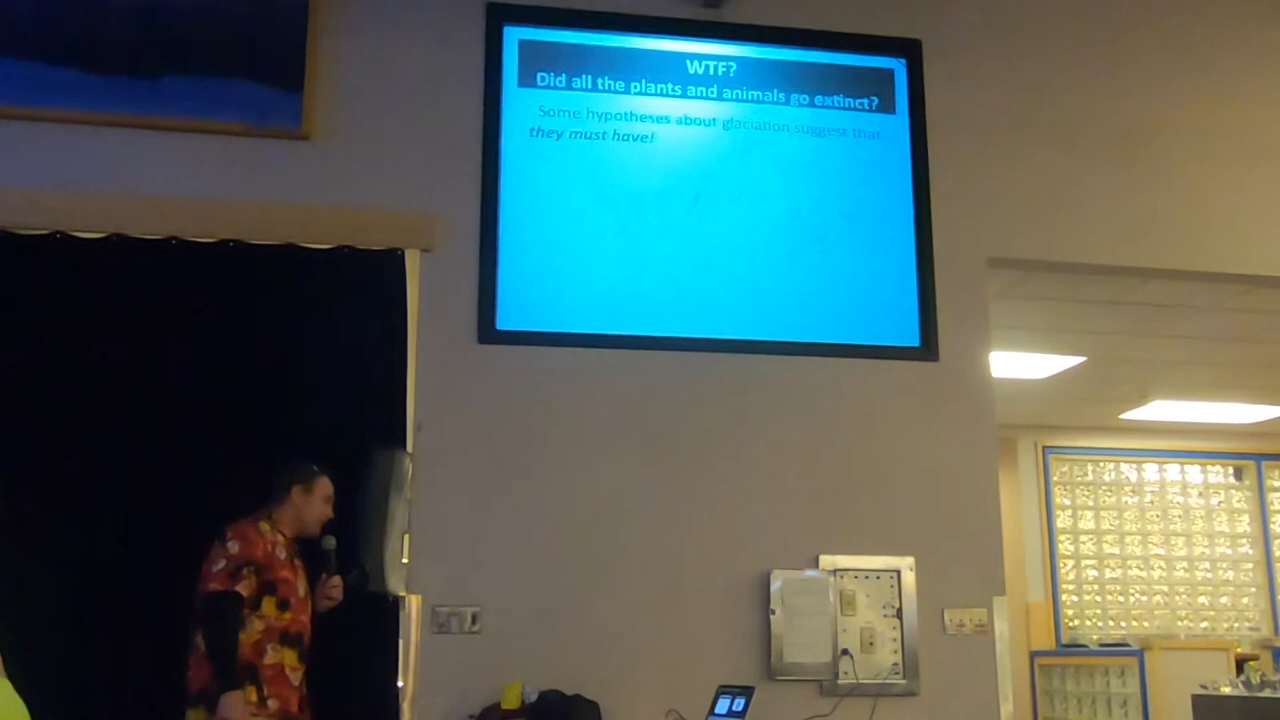 WTF?
Did all the plants and animals go extinct?
Some hypotheses about glaciation suggest that
they must have!